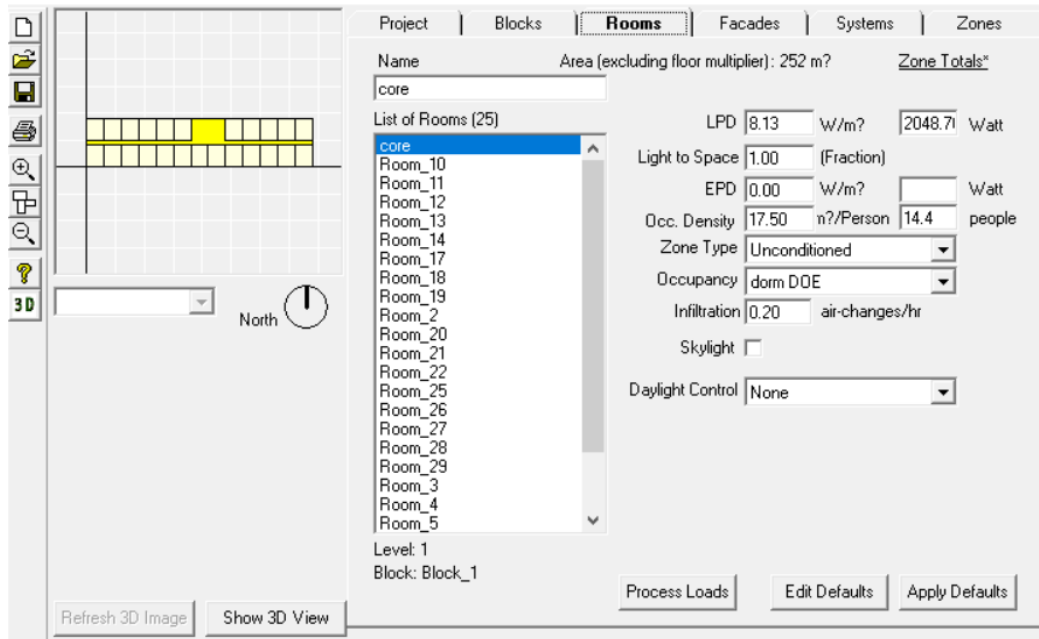 Project Blocks Rooms Facades Systems Zones
Name Area (excluding floor multiplier) : 252 m? Zone Totals*
core
List of Rooms (25)
core
Room_10
Room_11
Room_12
Room_13
Room_14
Room_17
Room_18
Room_19
Room_2
Room_20
Room_21
Room_22
Room_25
Room_26
Room_27
Room_28
Room_29
Room_3
Room_4
Room_5
Level: 1
Block: Block_1
LPD 8.13 W/m? 2048.7 Watt
Light to Space 1.00 (Fraction)
EPD 0.00 W/m? Watt
Occ. Density 17.50 m?/Person 14.4 people
Zone Type Unconditioned
Occupancy dorm DOE
Infiltration 0.20 air-changes/hr
Skylight
Daylight Control None
Process Loads Edit Defaults Apply Defaults
3D
North
Refresh 3D Image Show 3D View